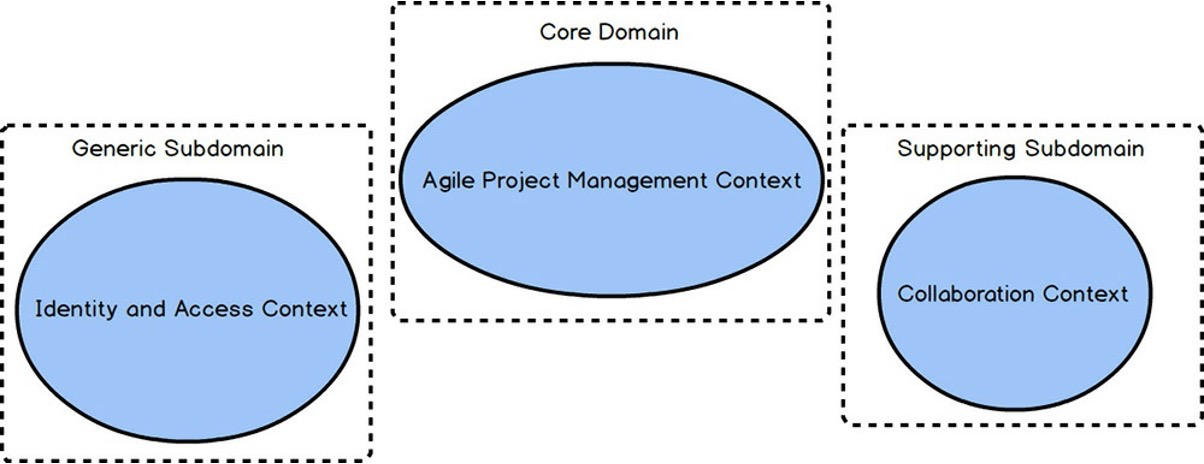 Core Domain
Agile Project Management Context
Generic Subdomain
Identity and Access Context
Supporting Subdomain
Collaboration Context